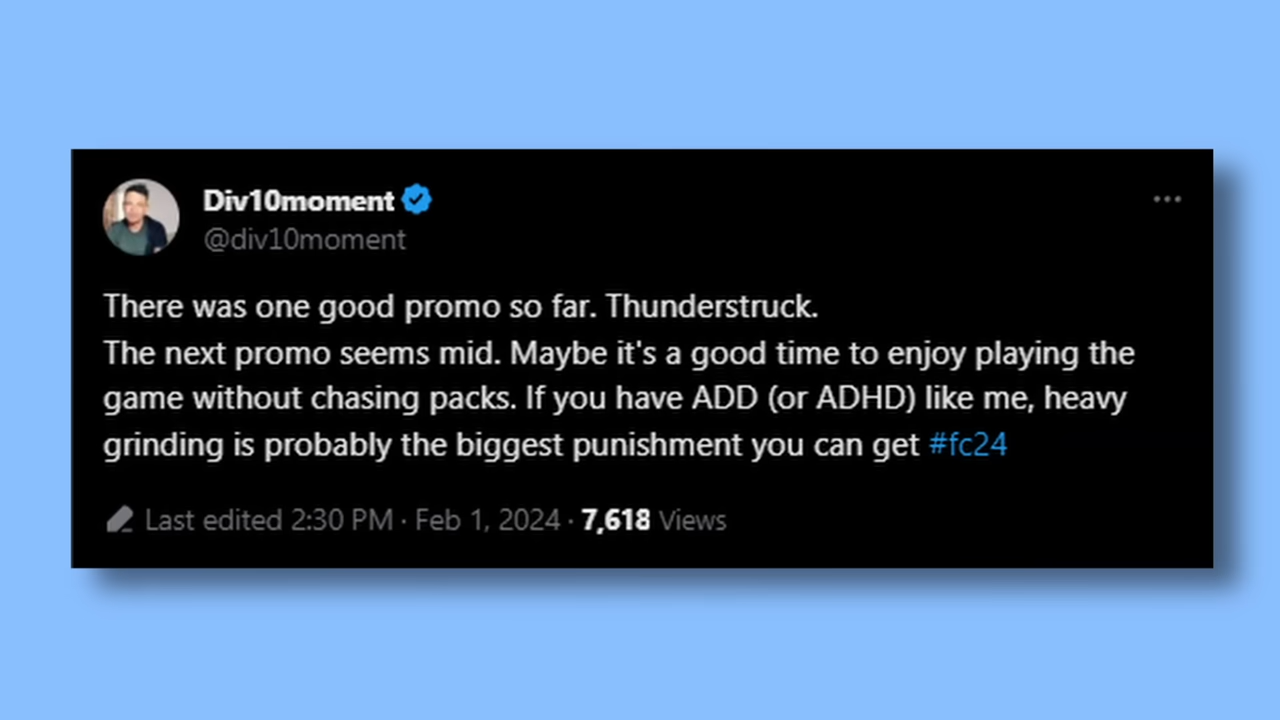 Div10moment
@div10moment
There was one good promo so far. Thunderstruck.
The next promo seems mid. Maybe it's a good time to enjoy playing the
game without chasing packs. If you have ADD (or ADHD) like me, heavy
grinding is probably the biggest punishment you can get #fc24
Last edited 2:30 PM · Feb 1, 2024 · 7,618 Views